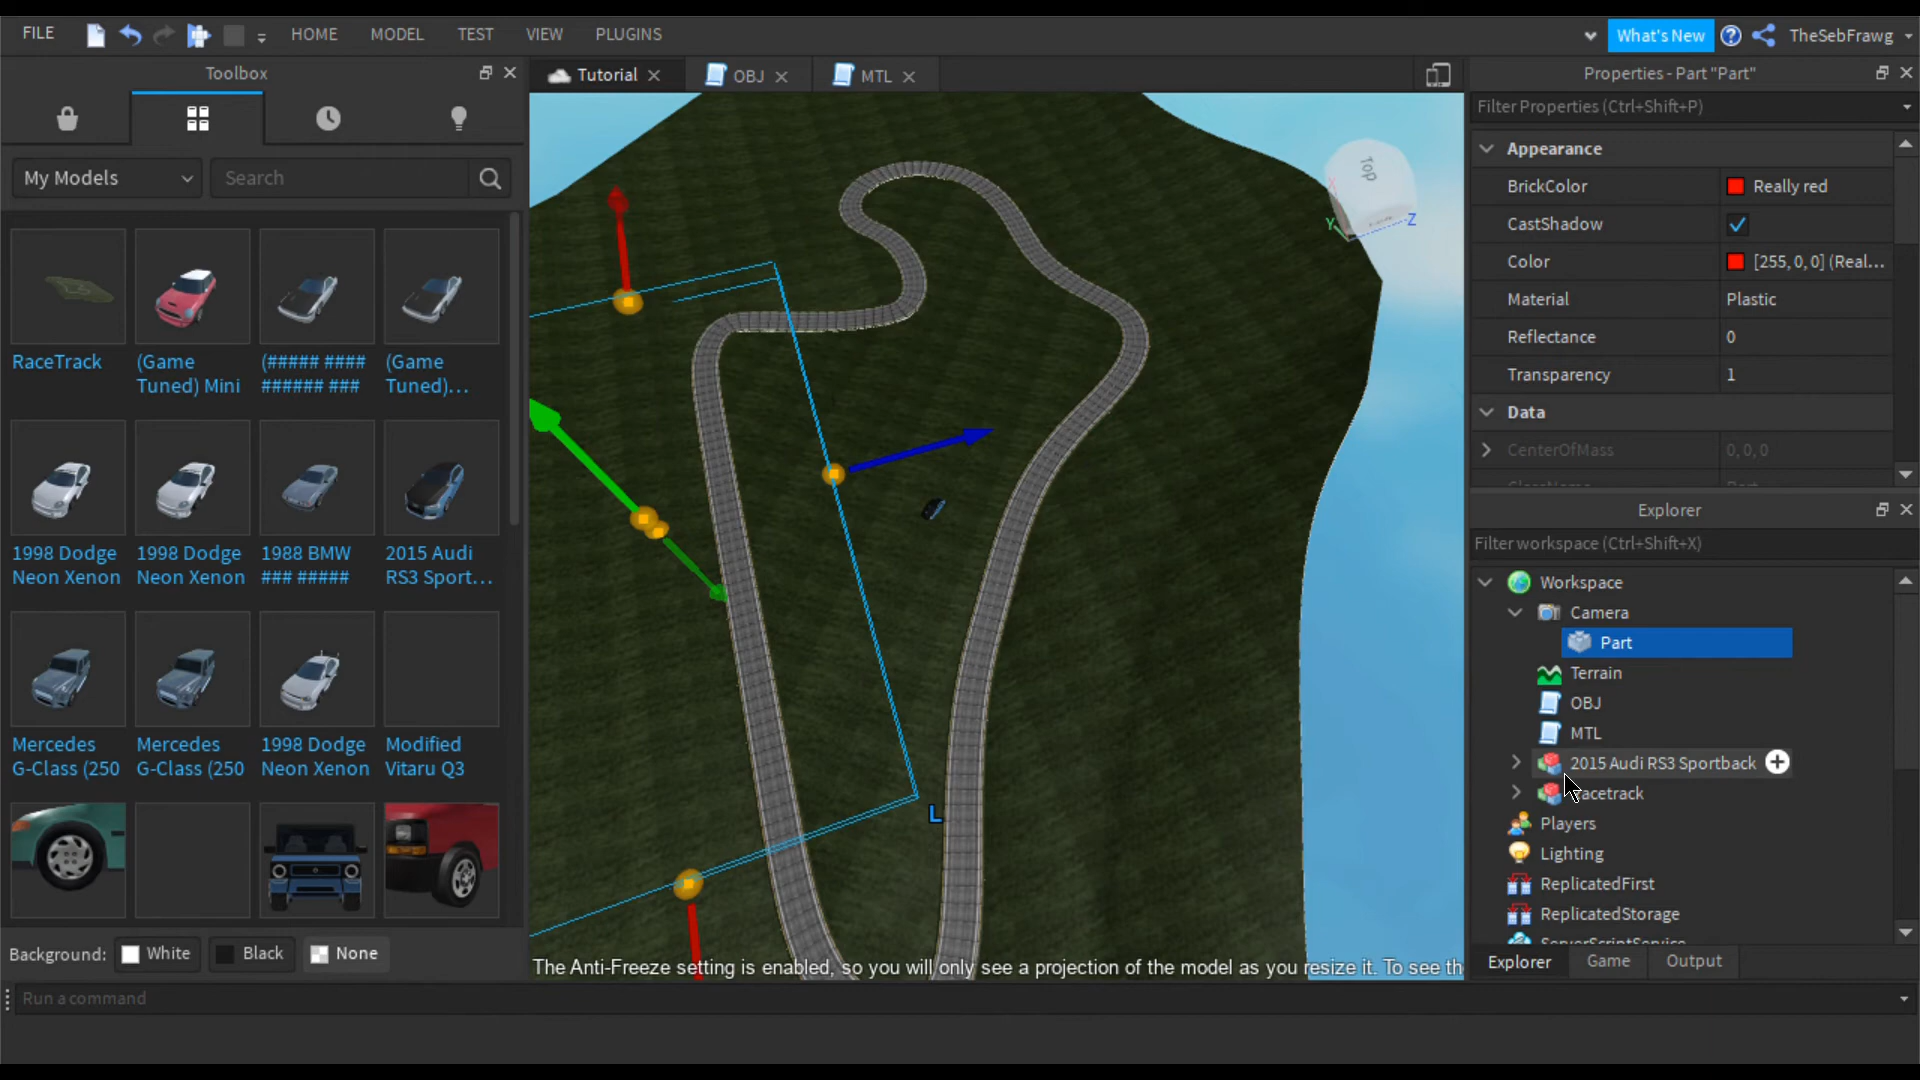 FILE
HOME
MODEL
TEST
VIEW
PLUGINS
What's New
TheSebFrawg
Toolbox
My Models
Search
RaceTrack
(Game
Tuned) Mini
(##### ####
###### ###
(Game
Tuned)...
1998 Dodge
Neon Xenon
1998 Dodge
Neon Xenon
1988 BMW
### #####
2015 Audi
RS3 Sport...
Mercedes
G-Class (250
Mercedes
G-Class (250
1998 Dodge
Neon Xenon
Modified
Vitaru Q3
Background:
White
Black
None
Run a command
Tutorial
OBJ
MTL
Top
X
Y
Z
L
The Anti-Freeze setting is enabled, so you will only see a projection of the model as you resize it. To see th
Properties - Part "Part"
Filter Properties (Ctrl+Shift+P)
Appearance
BrickColor Really red
CastShadow
Color [255, 0, 0] (Real...
Material Plastic
Reflectance 0
Transparency 1
Data
CenterOfMass 0, 0, 0
Explorer
Filter workspace (Ctrl+Shift+X)
Workspace
Camera
Part
Terrain
OBJ
MTL
2015 Audi RS3 Sportback
acetrack
Players
Lighting
ReplicatedFirst
ReplicatedStorage
ServerScriptService
Explorer
Game
Output